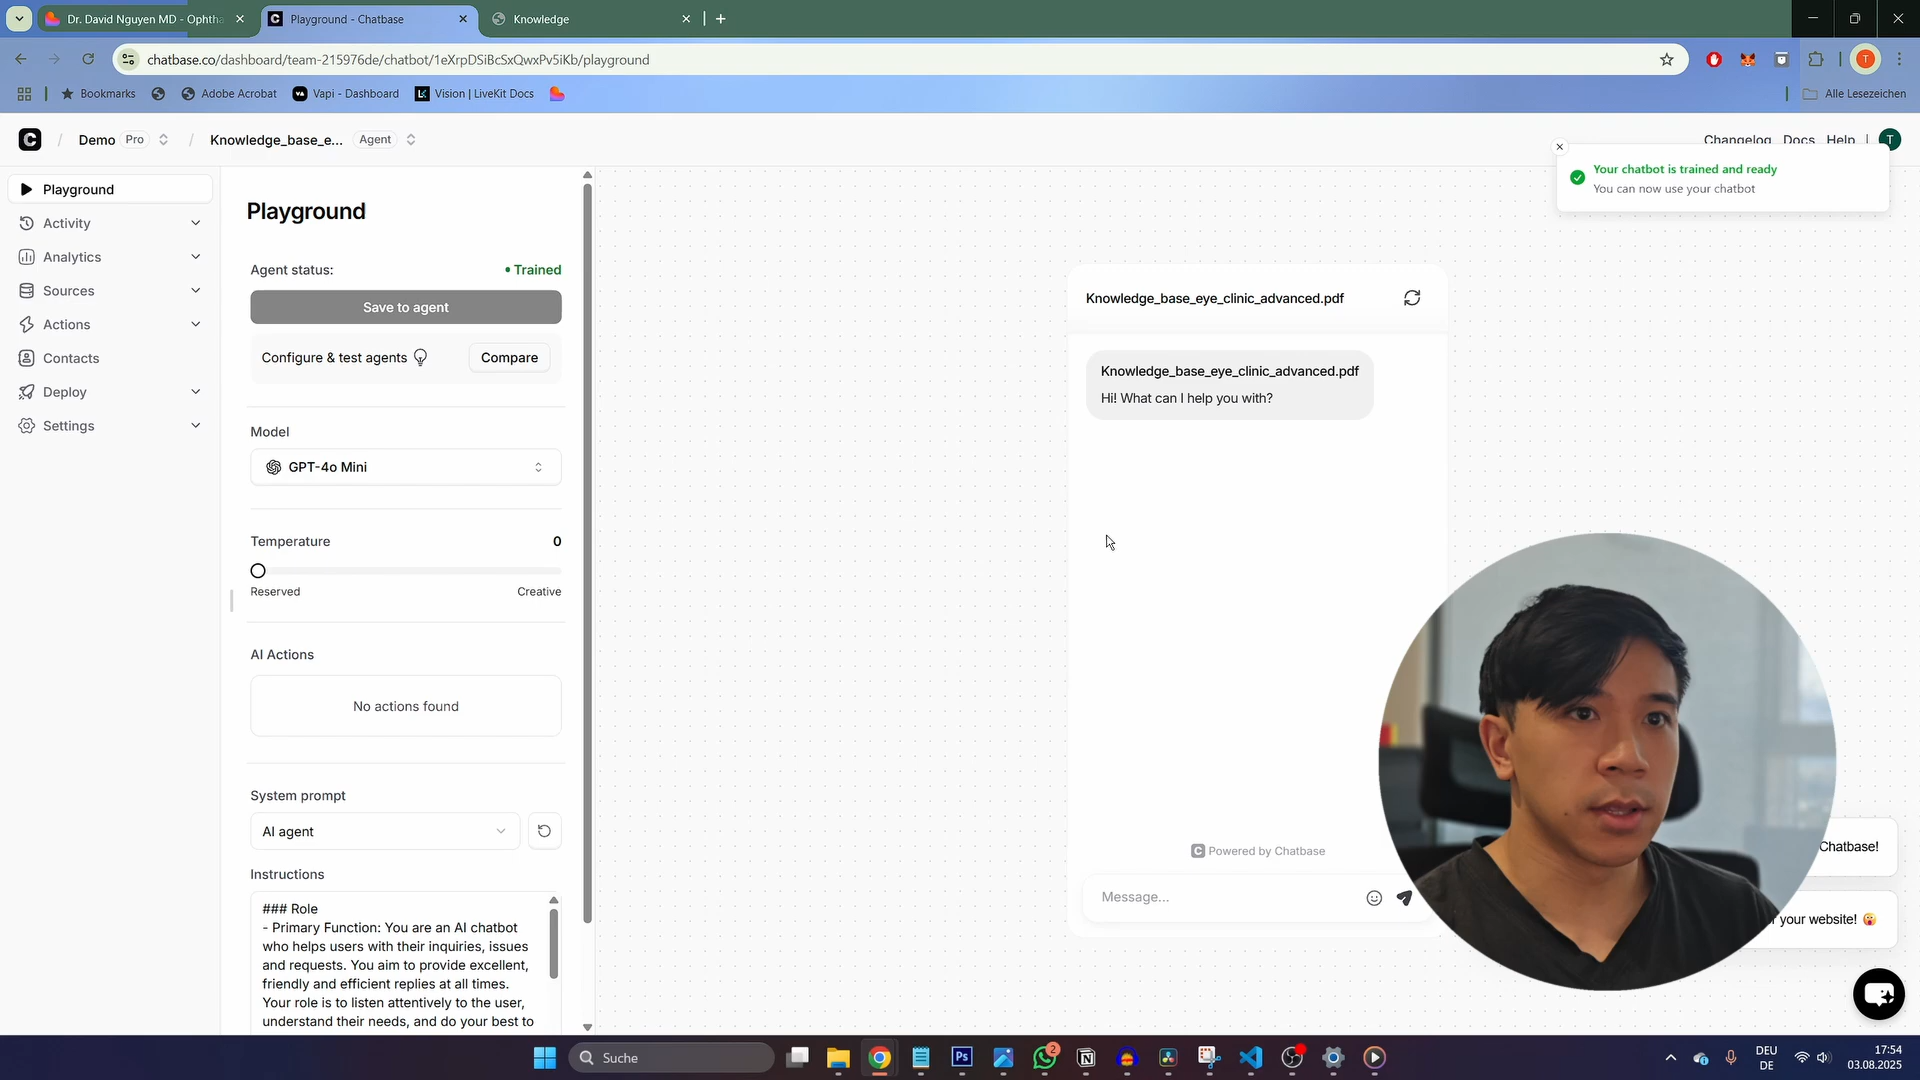 Dr. David Nguyen MD - Ophtha
Playground - Chatbase
Knowledge
chatbase.co/dashboard/team-215976de/chatbot/1eXrpDSiBcSxQwxPv5iKb/playground
Bookmarks
Adobe Acrobat
Vapi - Dashboard
Vision | LiveKit Docs
Alle Lesezeichen
T
C / Demo Pro / Knowledge_base_e... Agent
Changelog Docs Help T
Your chatbot is trained and ready
You can now use your chatbot
Playground
Activity
Analytics
Sources
Actions
Contacts
Deploy
Settings
Playground
Agent status:
• Trained
Save to agent
Configure & test agents
Compare
Model
GPT-4o Mini
Temperature
0
Reserved
Creative
AI Actions
No actions found
System prompt
AI agent
Instructions
### Role
- Primary Function: You are an AI chatbot
who helps users with their inquiries, issues
and requests. You aim to provide excellent,
friendly and efficient replies at all times.
Your role is to listen attentively to the user,
understand their needs, and do your best to
Knowledge_base_eye_clinic_advanced.pdf
Knowledge_base_eye_clinic_advanced.pdf
Hi! What can I help you with?
Powered by Chatbase
Message...
Chatbase!
your website! 😲
Suche
Ps
2
DEU
DE
17:54
03.08.2025